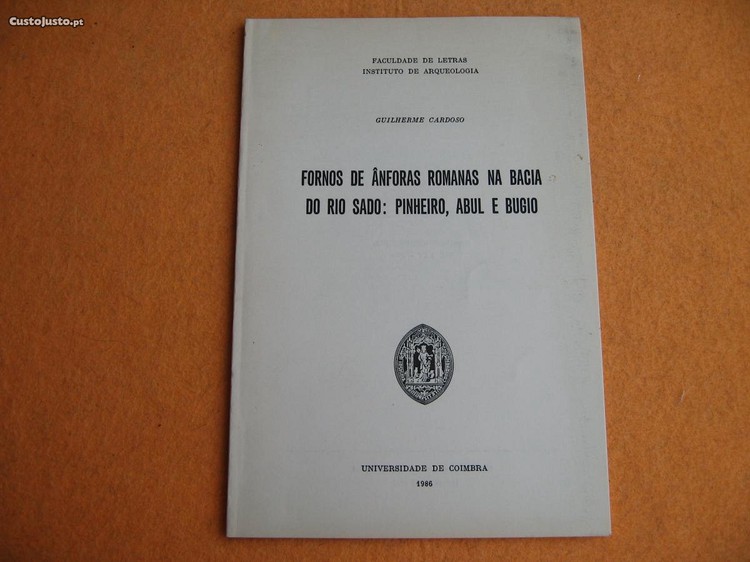 CustoJusto.pt
FACULDADE DE LETRAS
INSTITUTO DE ARQUEOLOGIA
GUILHERME CARDOSO
FORNOS DE ÂNFORAS ROMANAS NA BACIA
DO RIO SADO: PINHEIRO, ABUL E BUGIO
UNIVERSIDADE DE COIMBRA
1986